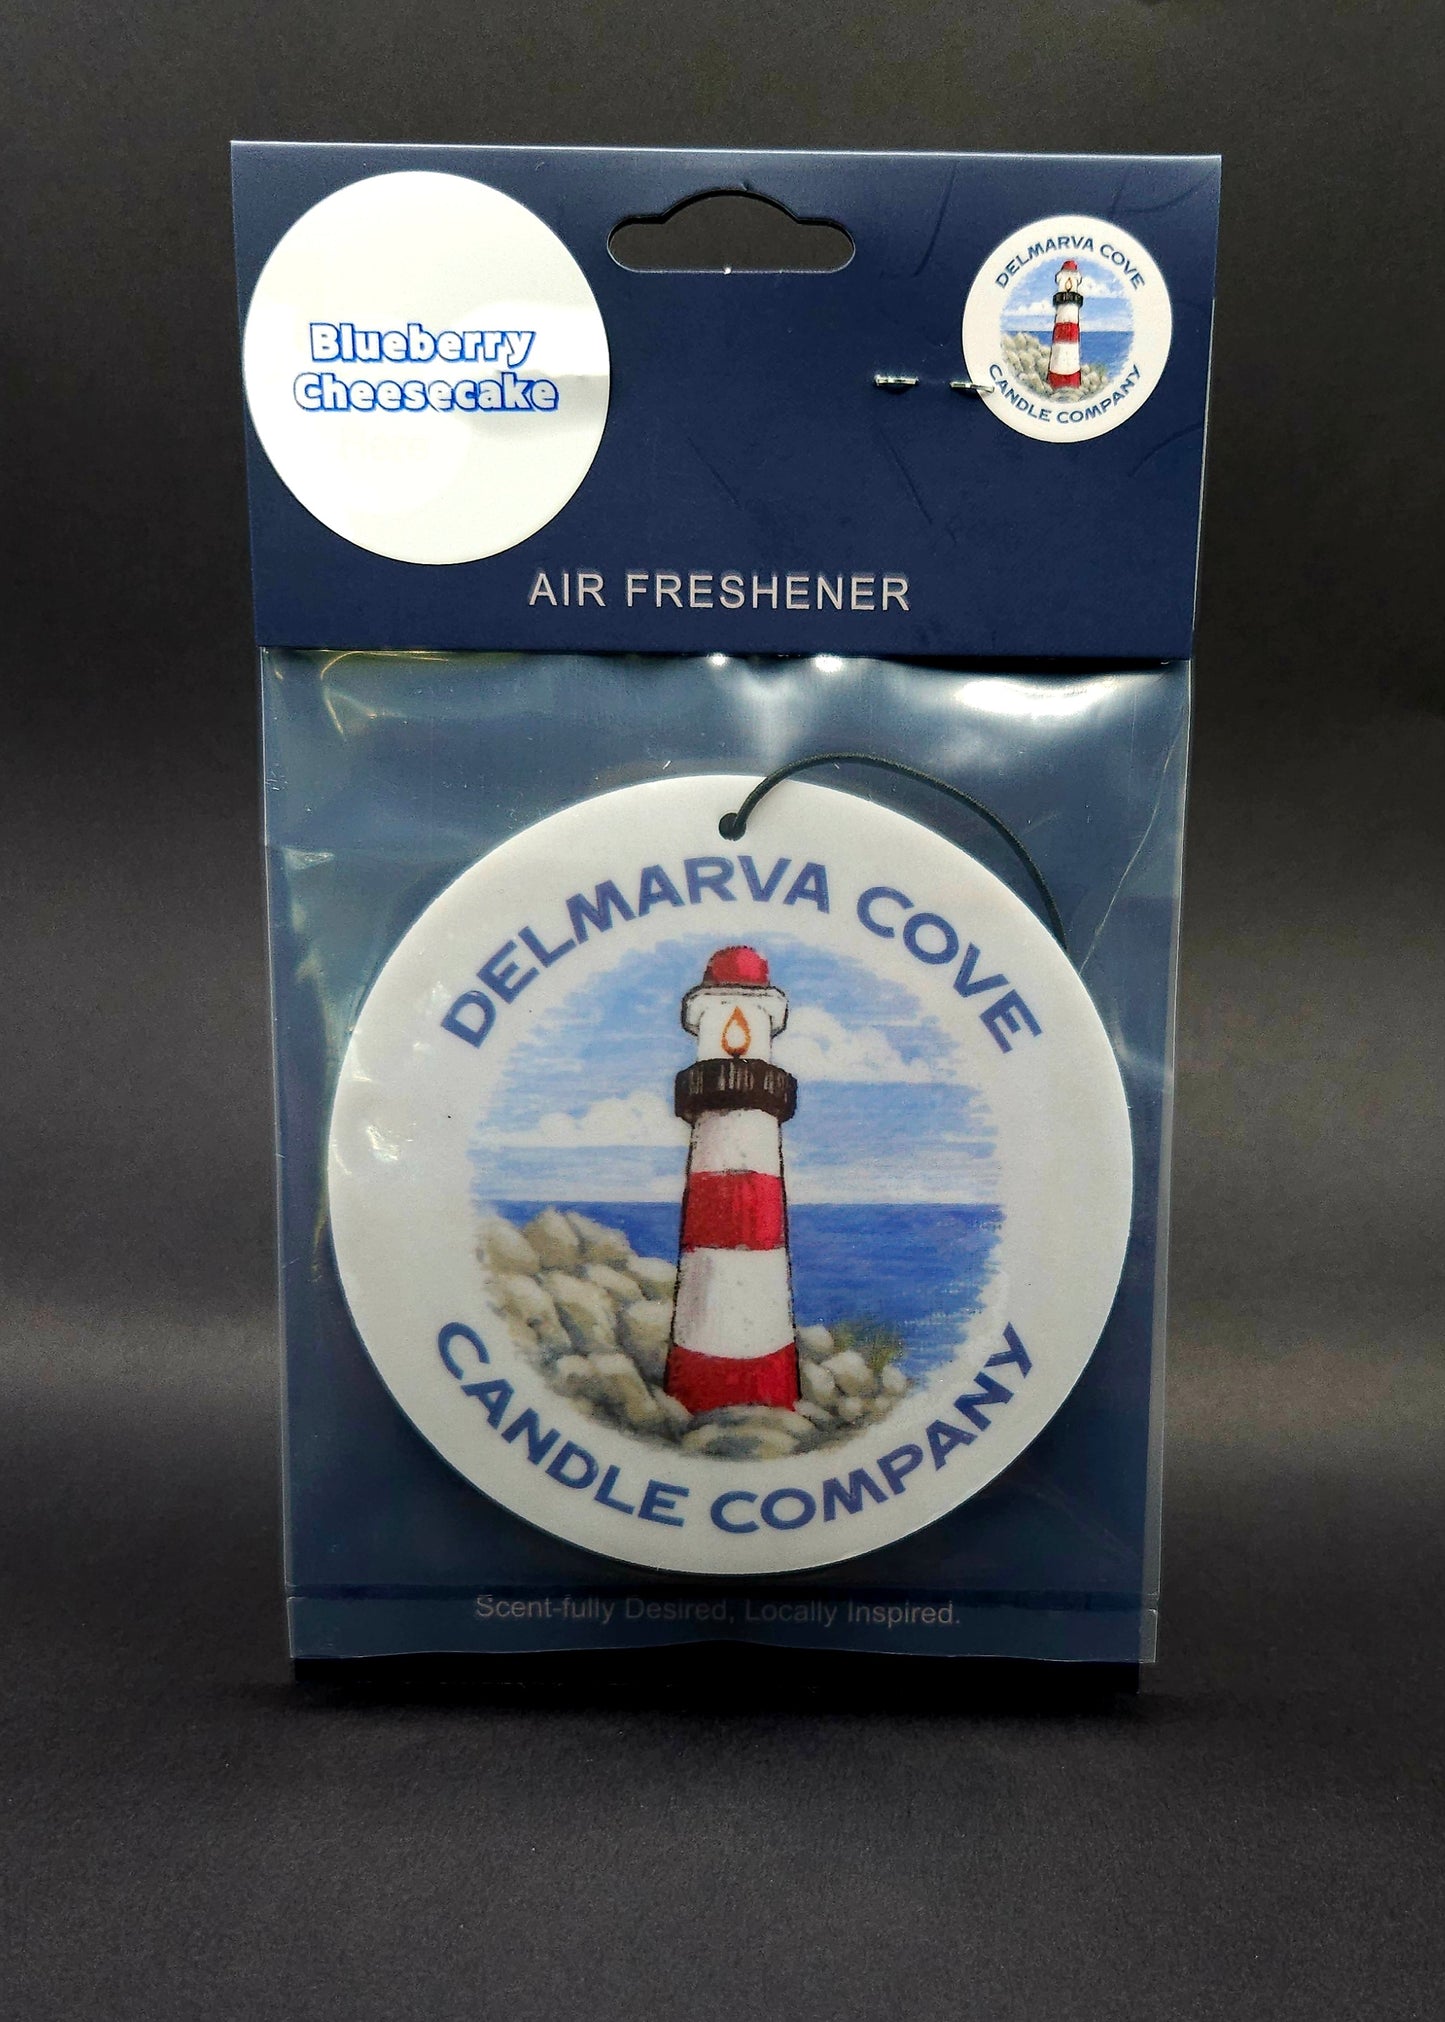 Blueberry
Cheesecake
DELMARVA COVE
CANDLE COMPANY
AIR FRESHENER
DELMARVA COVE
CANDLE COMPANY
Scent-fully Desired, Locally Inspired.